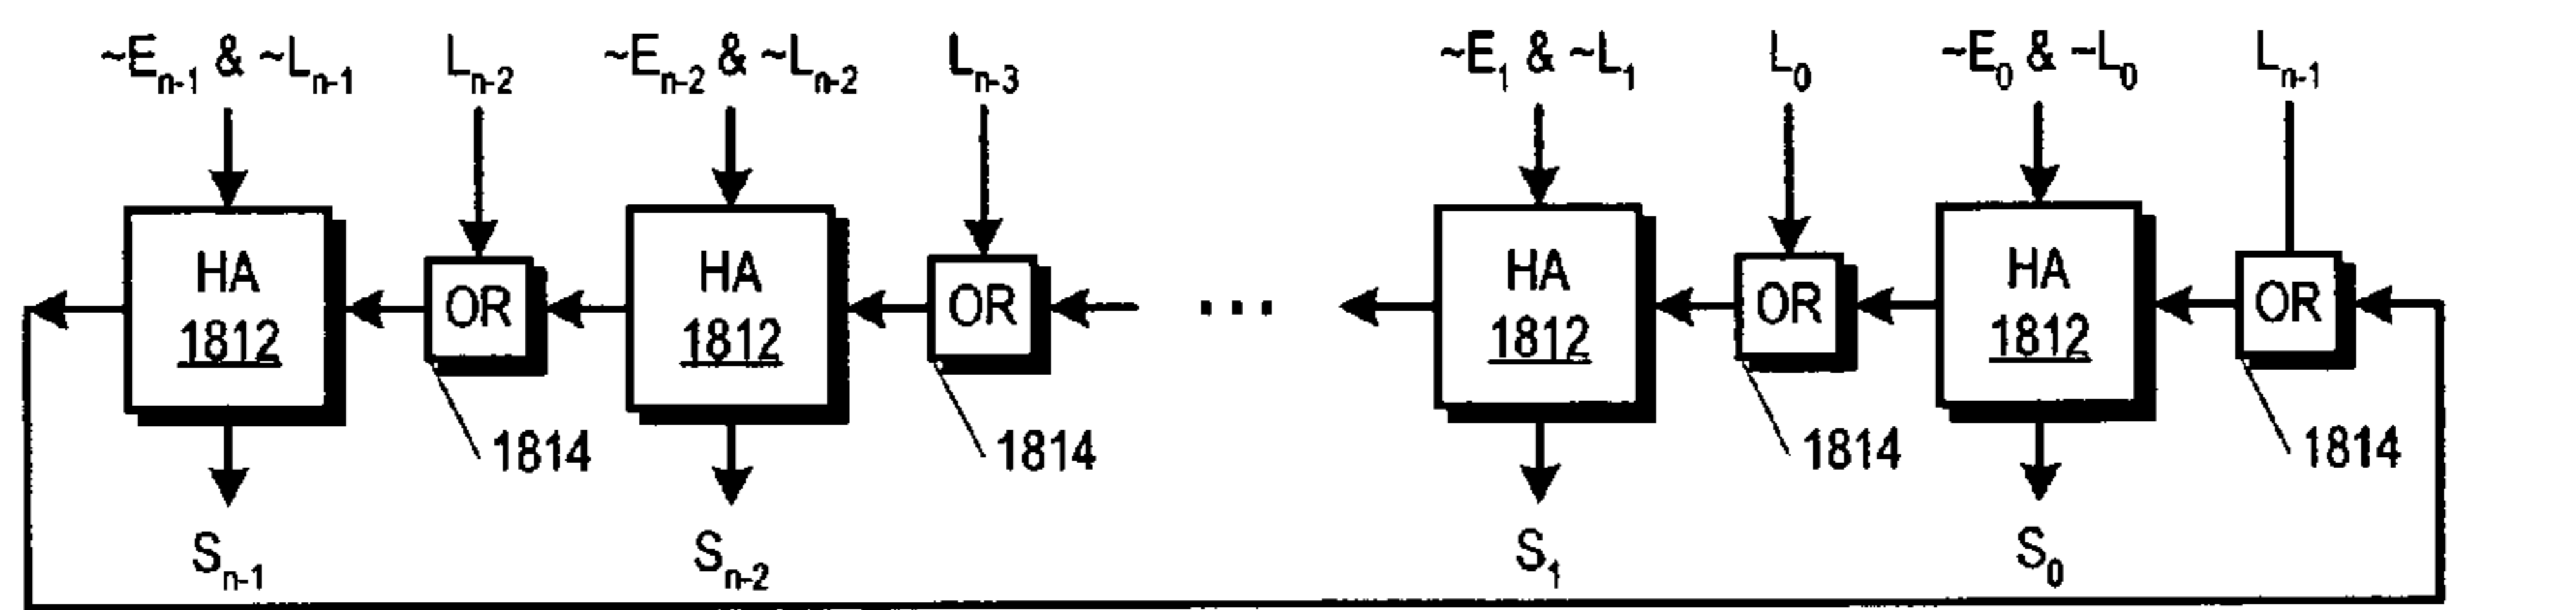 ~Eₙ₋₁ & ~Lₙ₋₁ Lₙ₋₂ ~Eₙ₋₂ & ~Lₙ₋₂ Lₙ₋₃ ~E₁ & ~L₁ L₀ ~E₀ & ~L₀ Lₙ₋₁
HA OR HA OR ... HA OR HA OR
1812 1812 1812 1812
1814 1814 1814 1814
Sₙ₋₁ Sₙ₋₂ S₁ S₀